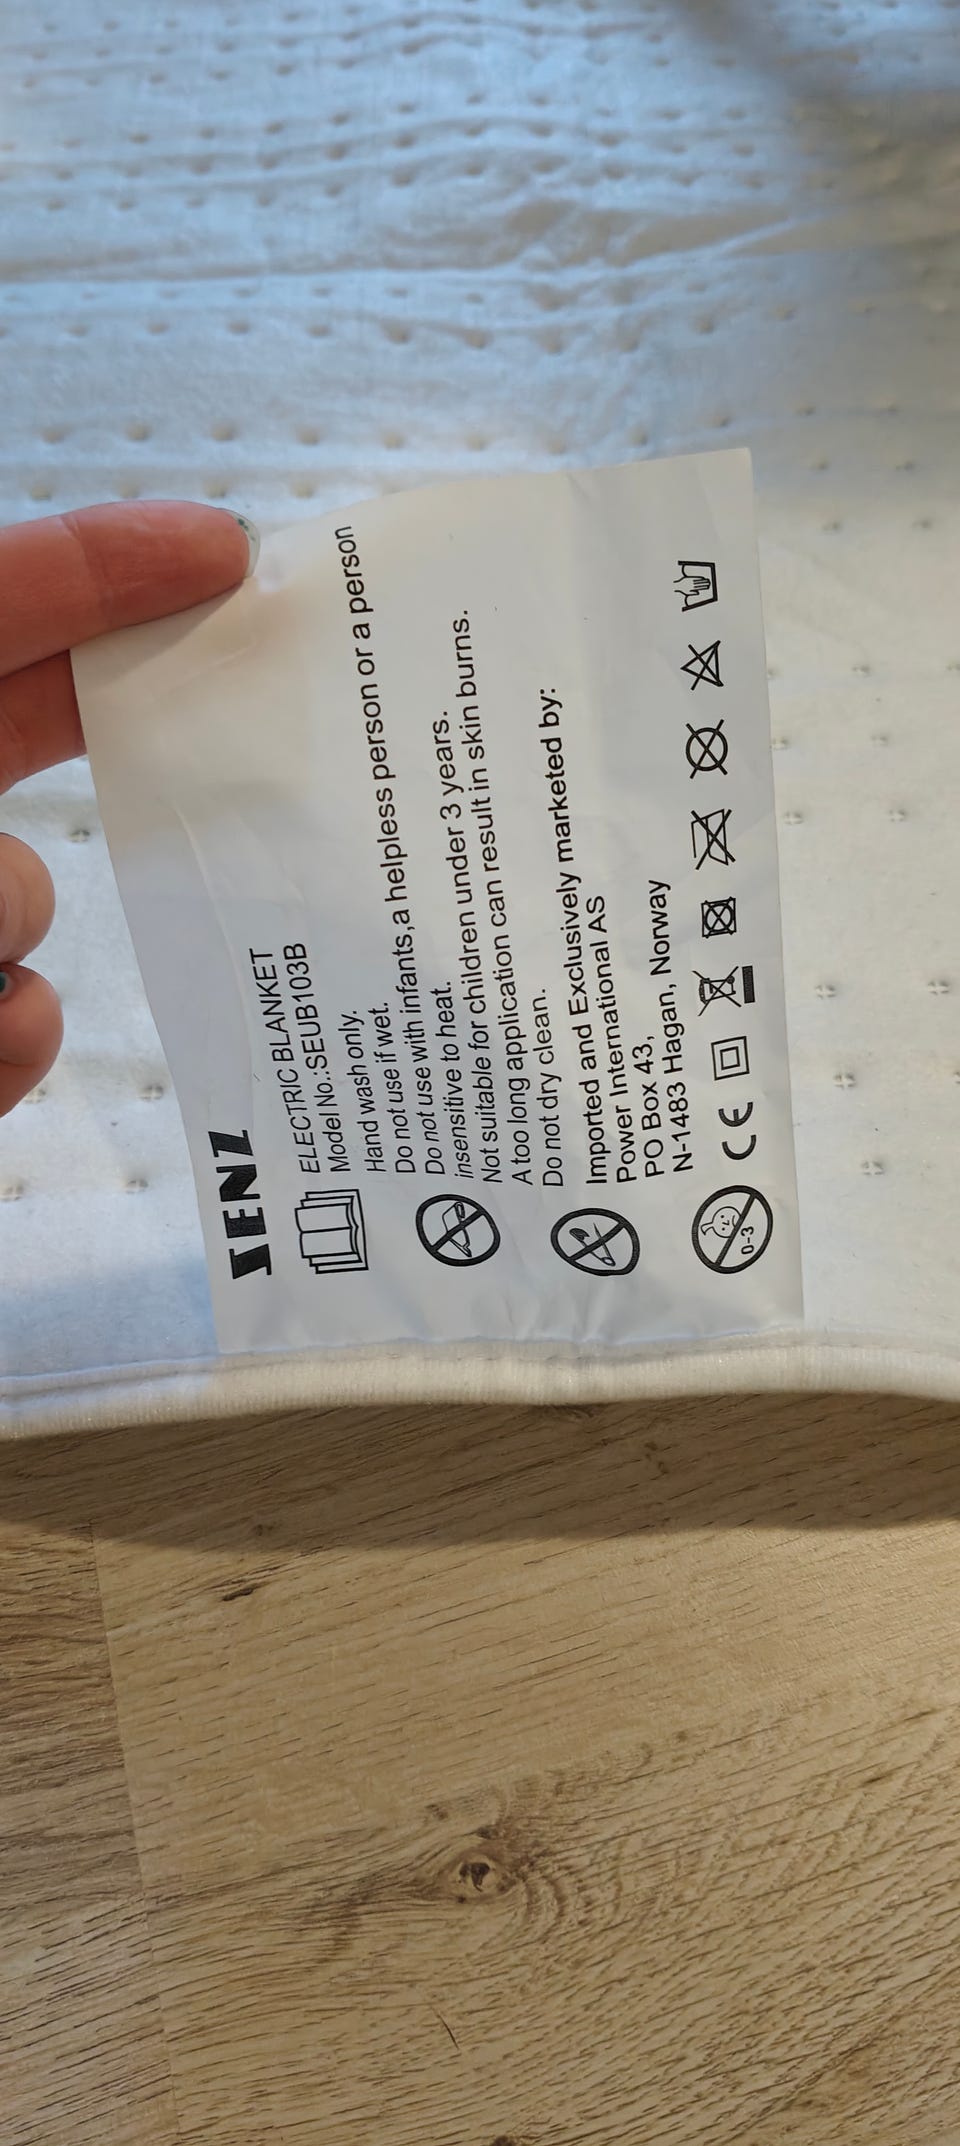 SENZ
ELECTRIC BLANKET
Model No.:SEUB103B
Hand wash only.
Do not use if wet.
Do not use with infants,a helpless person or a person
insensitive to heat.
Not suitable for children under 3 years.
A too long application can result in skin burns.
Do not dry clean.
Imported and Exclusively marketed by:
Power International AS
PO Box 43,
N-1483 Hagan, Norway
0-3 CE